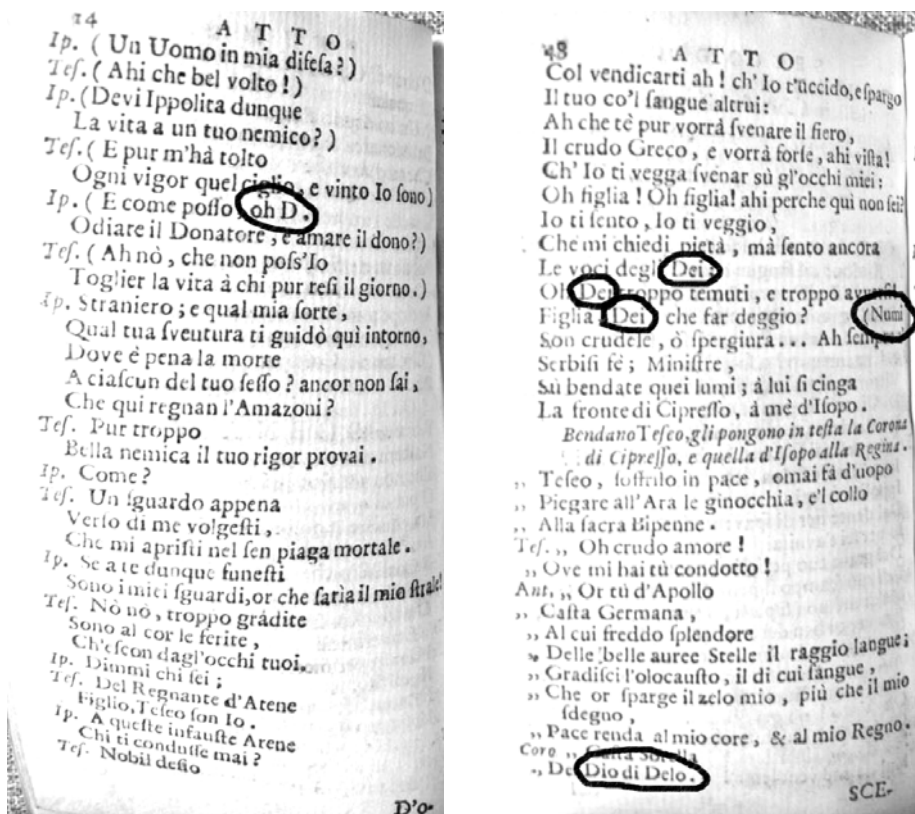 14
A T T O
Ip. ( Un Uomo in mia difeſa ? )
Teſ. ( Ahi che bel volto ! )
Ip. (Devi Ippolita dunque
La vita a un tuo nemico ? )
Teſ. ( E pur m'hà tolto
Ogni vigor quel ciglio, e vinto Io ſono )
Ip. ( E come poſſo, oh D.
Odiare il Donatore, e amare il dono? )
Teſ. ( Ah nò, che non poſs'Io
Toglier la vita à chi pur reſi il giorno. )
Ip. Straniero ; e qual mia ſorte,
Qual tua ſventura ti guidò quì intorno,
Dove è pena la morte
A ciaſcun del tuo ſeſſo ? ancor non ſai,
Che qui regnan l'Amazoni ?
Teſ. Pur troppo
Bella nemica il tuo rigor provai.
Ip. Come ?
Teſ. Un ſguardo appena
Verſo di me volgeſti,
Che mi apriſti nel ſen piaga mortale.
Ip. Se a te dunque funeſti
Sono i miei ſguardi, or che ſatia il mio ſtrale!
Teſ. Nò nò, troppo gradite
Sono al cor le ferite,
Ch'eſcon dagl'occhi tuoi.
Ip. Dimmi chi ſei ;
Teſ. Del Regnante d'Atene
Figlio, Teſeo ſon Io.
Ip. A queſte infauſte Arene
Chi ti conduſſe mai ?
Teſ. Nobil deſio
D'o-
48
A T T O
Col vendicarti ah ! ch' Io t'uccido, e ſpargo
Il tuo co'l ſangue altrui :
Ah che tè pur vorrà ſvenare il fiero,
Il crudo Greco, e vorrà forſe, ahi viſta !
Ch' Io ti vegga ſvenar sù gl'occhi miei :
Oh figlia ! Oh figlia! ahi perche quì non ſei?
Io ti ſento, Io ti veggio,
Che mi chiedi pietà, mà ſento ancora
Le voci degli Dei ;
Oh Dei troppo temuti, e troppo
Figlia, Dei che far deggio ? (Numi
Son crudele, ò ſpergiura... Ah
Serbiſi fè ; Miniſtre,
Sù bendate quei lumi ; à lui ſi cinga
La fronte di Cipreſſo, à mè d'Iſopo.
Bendano Teſeo, gli pongono in teſta la Corona
di Cipreſſo, e quella d'Iſopo alla Regina.
,, Teſeo, ſoffrilo in pace, omai fà d'uopo
,, Piegare all'Ara le ginocchia, e'l collo
,, Alla ſacra Bipenne.
Teſ. ,, Oh crudo amore !
,, Ove mi hai tù condotto !
Ant. ,, Or tù d'Apollo
,, Caſta Germana,
,, Al cui freddo ſplendore
,, Delle belle auree Stelle il raggio langue ;
,, Gradiſci l'olocauſto, il di cui ſangue,
,, Che or ſparge il zelo mio, più che il mio
ſdegno,
,, Pace renda al mio core, & al mio Regno.
Coro ,, Caſta Sorella
,, Del Dio di Delo.
SCE-